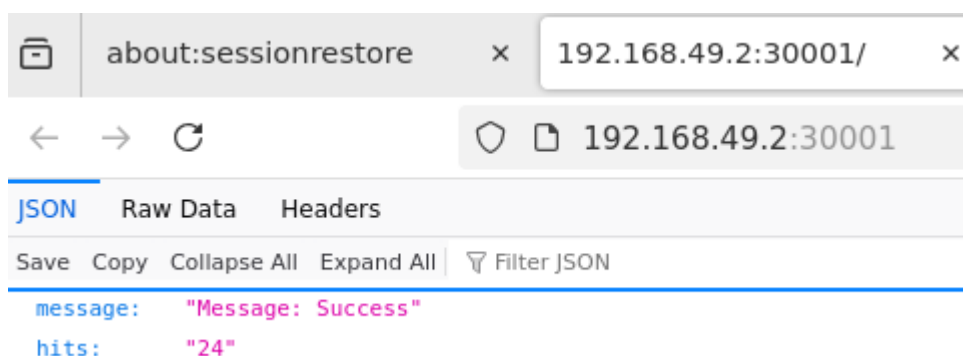 about:sessionrestore × 192.168.49.2:30001/ ×
192.168.49.2:30001
JSON Raw Data Headers
Save Copy Collapse All Expand All Filter JSON
message: "Message: Success"
hits: "24"